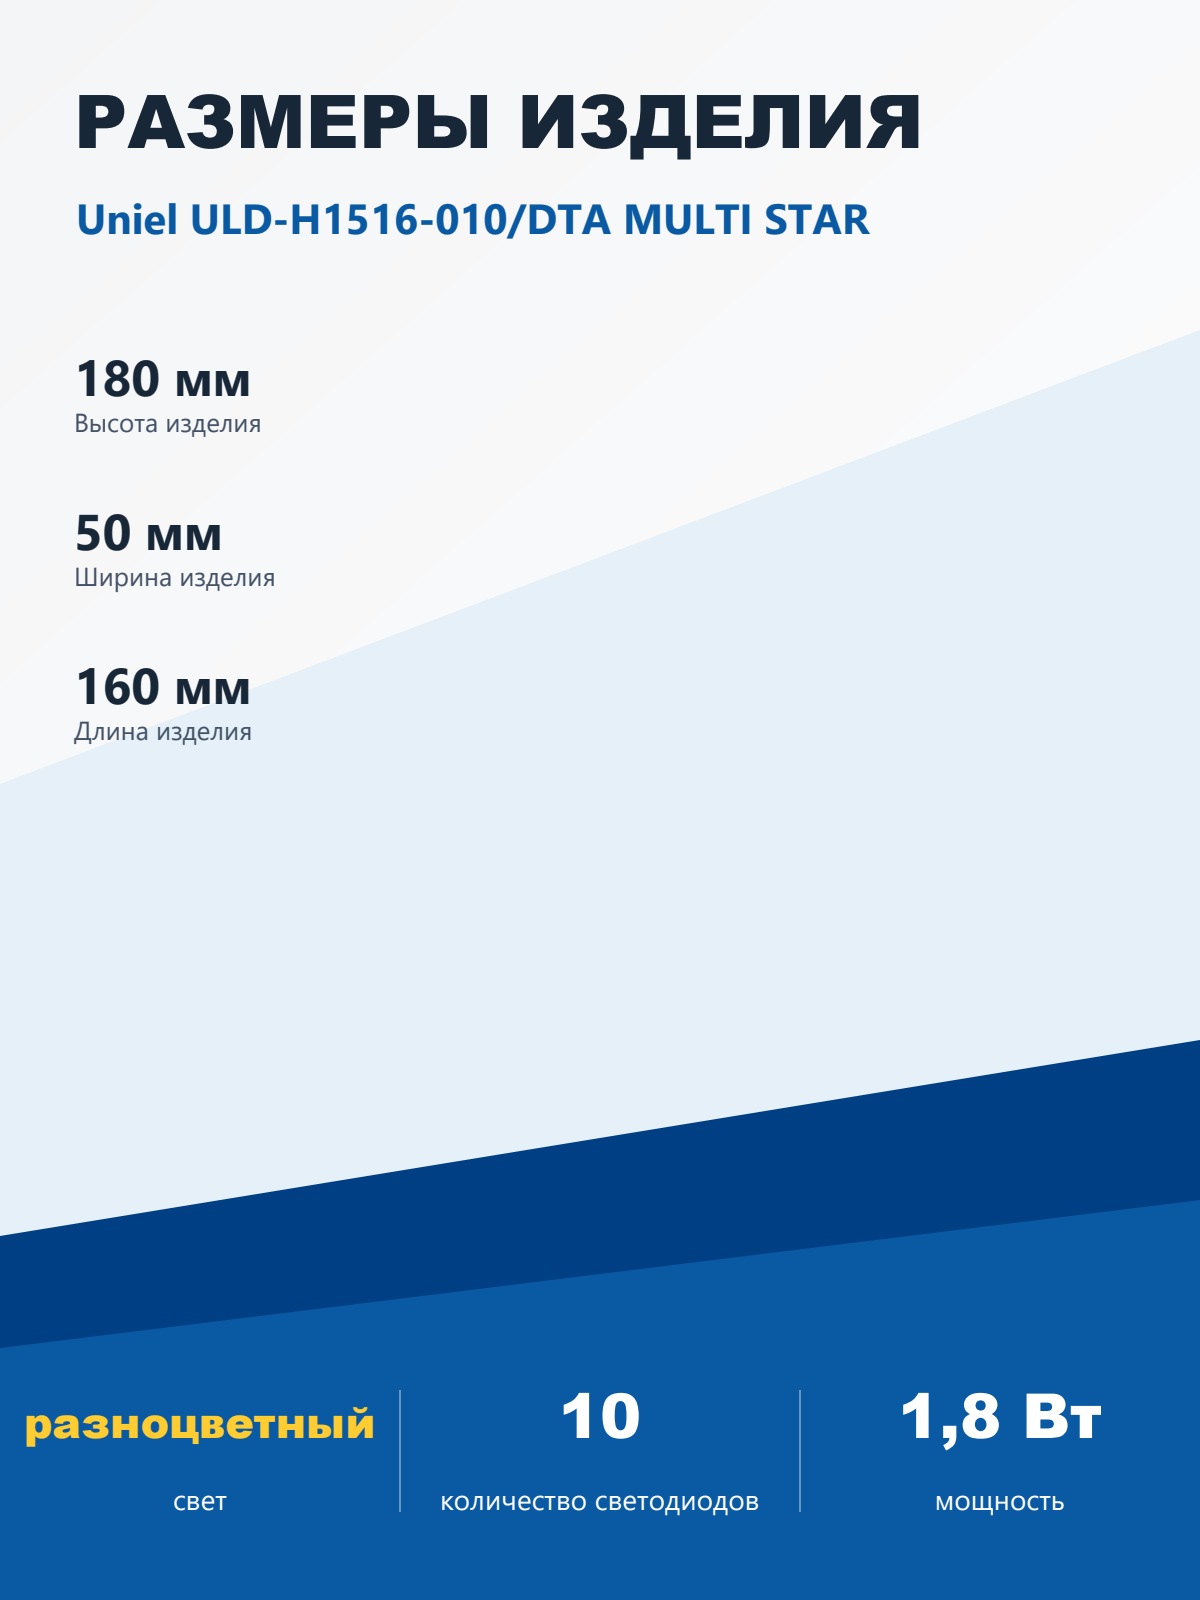 РАЗМЕРЫ ИЗДЕЛИЯ
Uniel ULD-H1516-010/DTA MULTI STAR
180 мм
Высота изделия
50 мм
Ширина изделия
160 мм
Длина изделия
разноцветный
свет
10
количество светодиодов
1,8 Вт
мощность